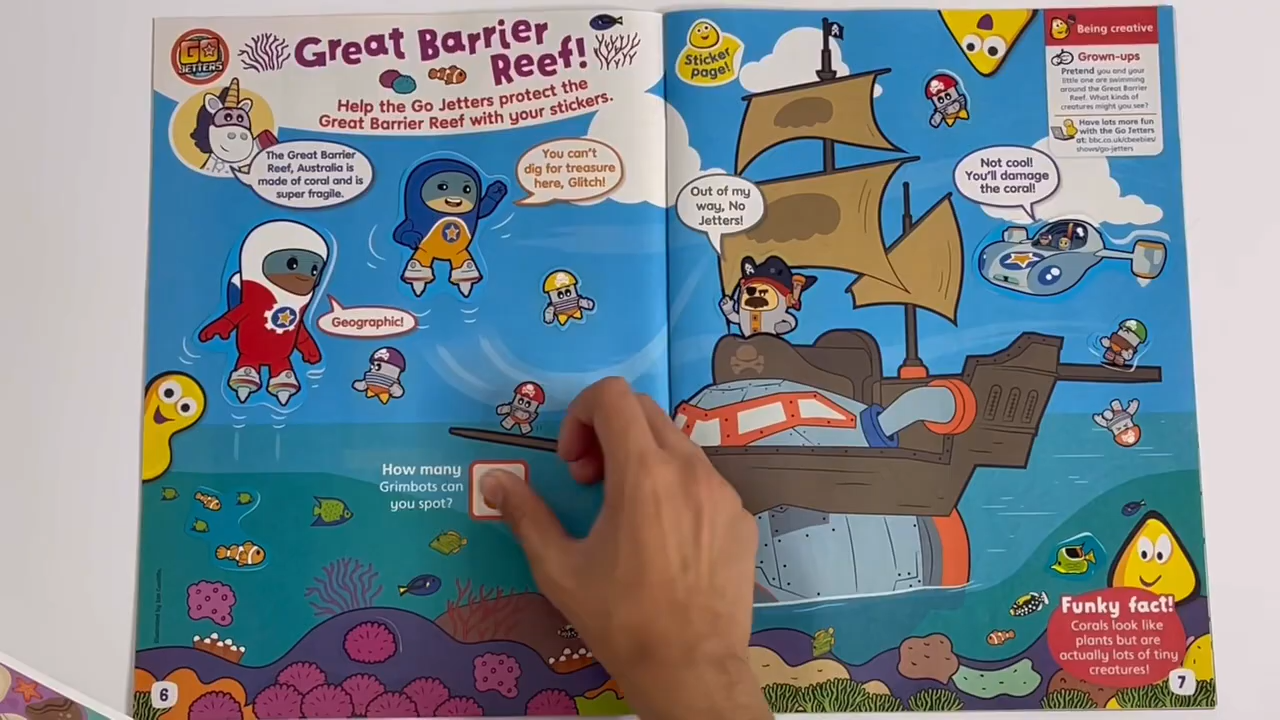 GO
JETTERS
Great Barrier
Reef!
Help the Go Jetters protect the
Great Barrier Reef with your stickers.
The Great Barrier
Reef, Australia is
made of coral and is
super fragile.
You can't
dig for treasure
here, Glitch!
Geographic!
How many
Grimbots can
you spot?
6
Sticker
page!
Out of my
way, No
Jetters!
Not cool!
You'll damage
the coral!
Being creative
Grown-ups
Pretend you and your
little one are swimming
around the Great Barrier
Reef. What kinds of
creatures might you see?
Have lots more fun
with the Go Jetters
at: bbc.co.uk/cbeebies/
shows/go-jetters
Funky fact!
Corals look like
plants but are
actually lots of tiny
creatures!
7